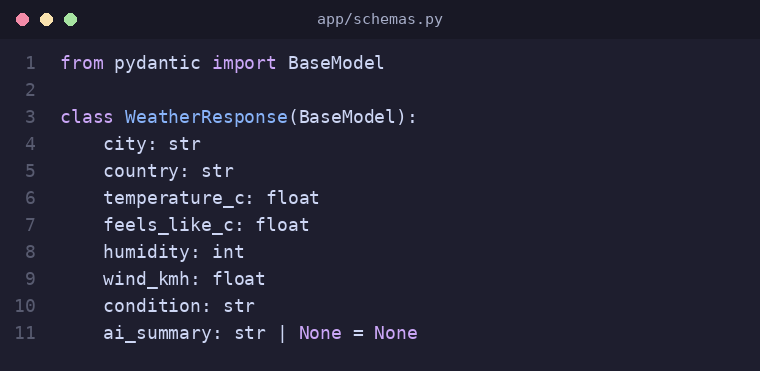 app/schemas.py
1 from pydantic import BaseModel
2
3 class WeatherResponse(BaseModel):
4     city: str
5     country: str
6     temperature_c: float
7     feels_like_c: float
8     humidity: int
9     wind_kmh: float
10     condition: str
11     ai_summary: str | None = None